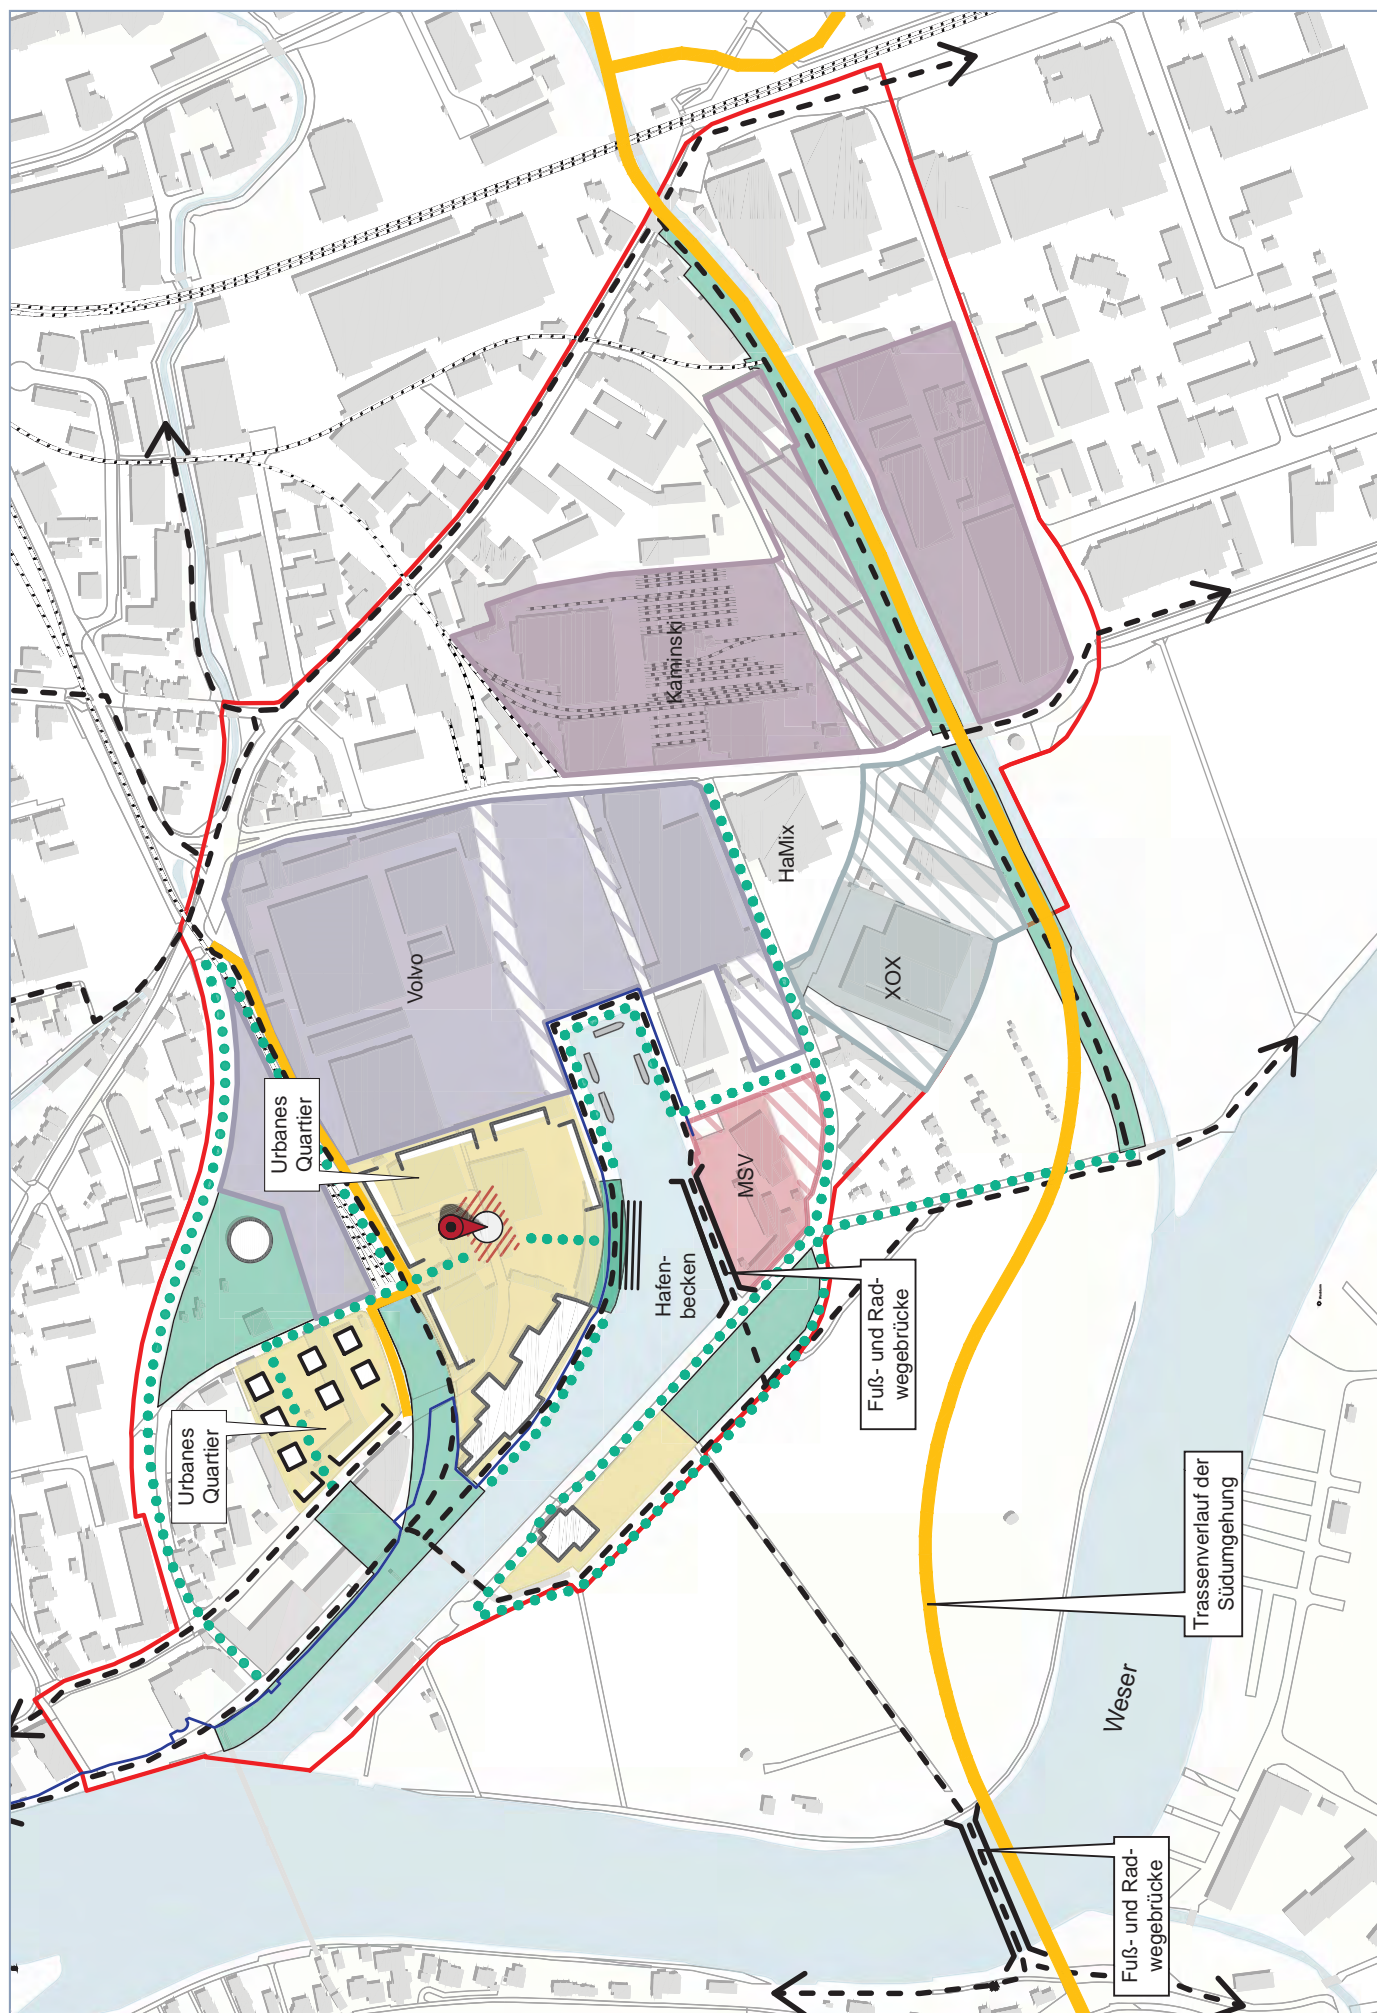 Urbanes
Quartier
Urbanes
Quartier
Volvo
Kaminski
HaMix
XOX
MSV
Hafen-
becken
Fuß- und Rad-
wegebrücke
Trassenverlauf der
Südumgehung
Weser
Fuß- und Rad-
wegebrücke